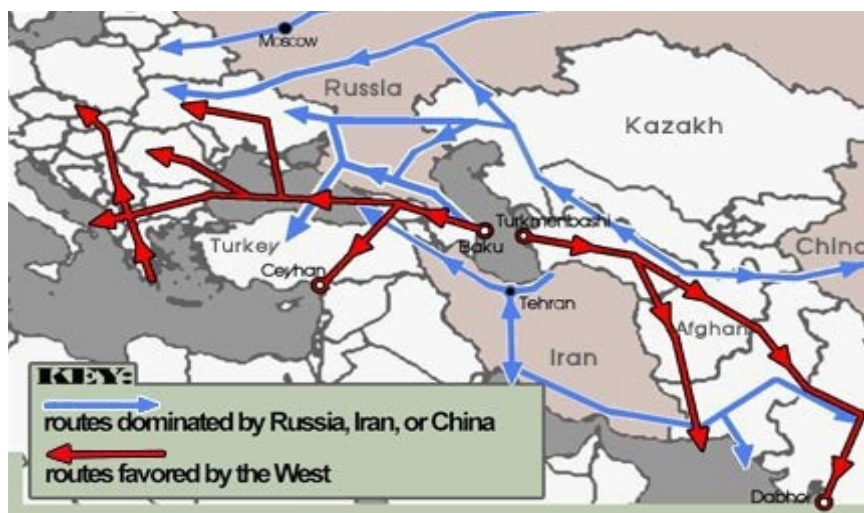 Moscow
Russia
Kazakh
Turkmenbashi
Baku
Turkey
China
Ceyhan
Tehran
Afghan
Iran
KEY:
routes dominated by Russia, Iran, or China
routes favored by the West
Dabhor